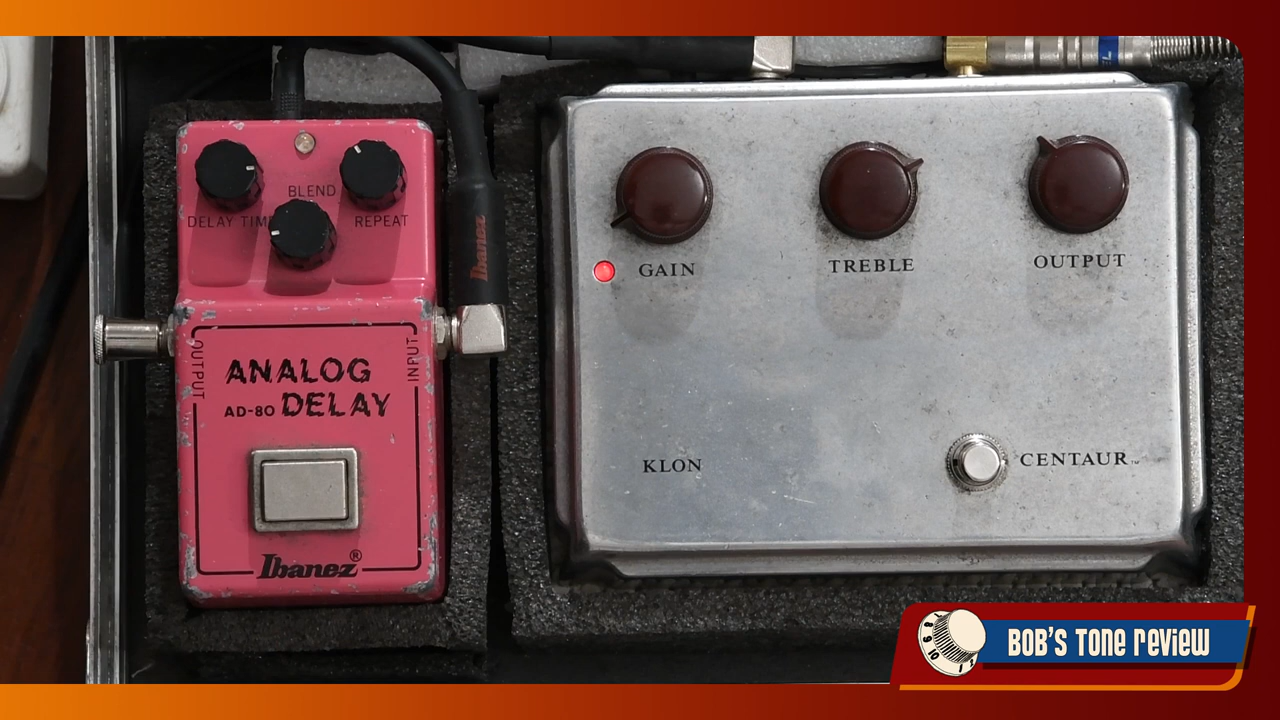 BLEND
DELAY TIME
REPEAT
OUTPUT
INPUT
ANALOG
AD-80 DELAY
Ibanez®
Ibanez
GAIN
TREBLE
OUTPUT
KLON
CENTAUR™
BOB'S TONE REVIEW